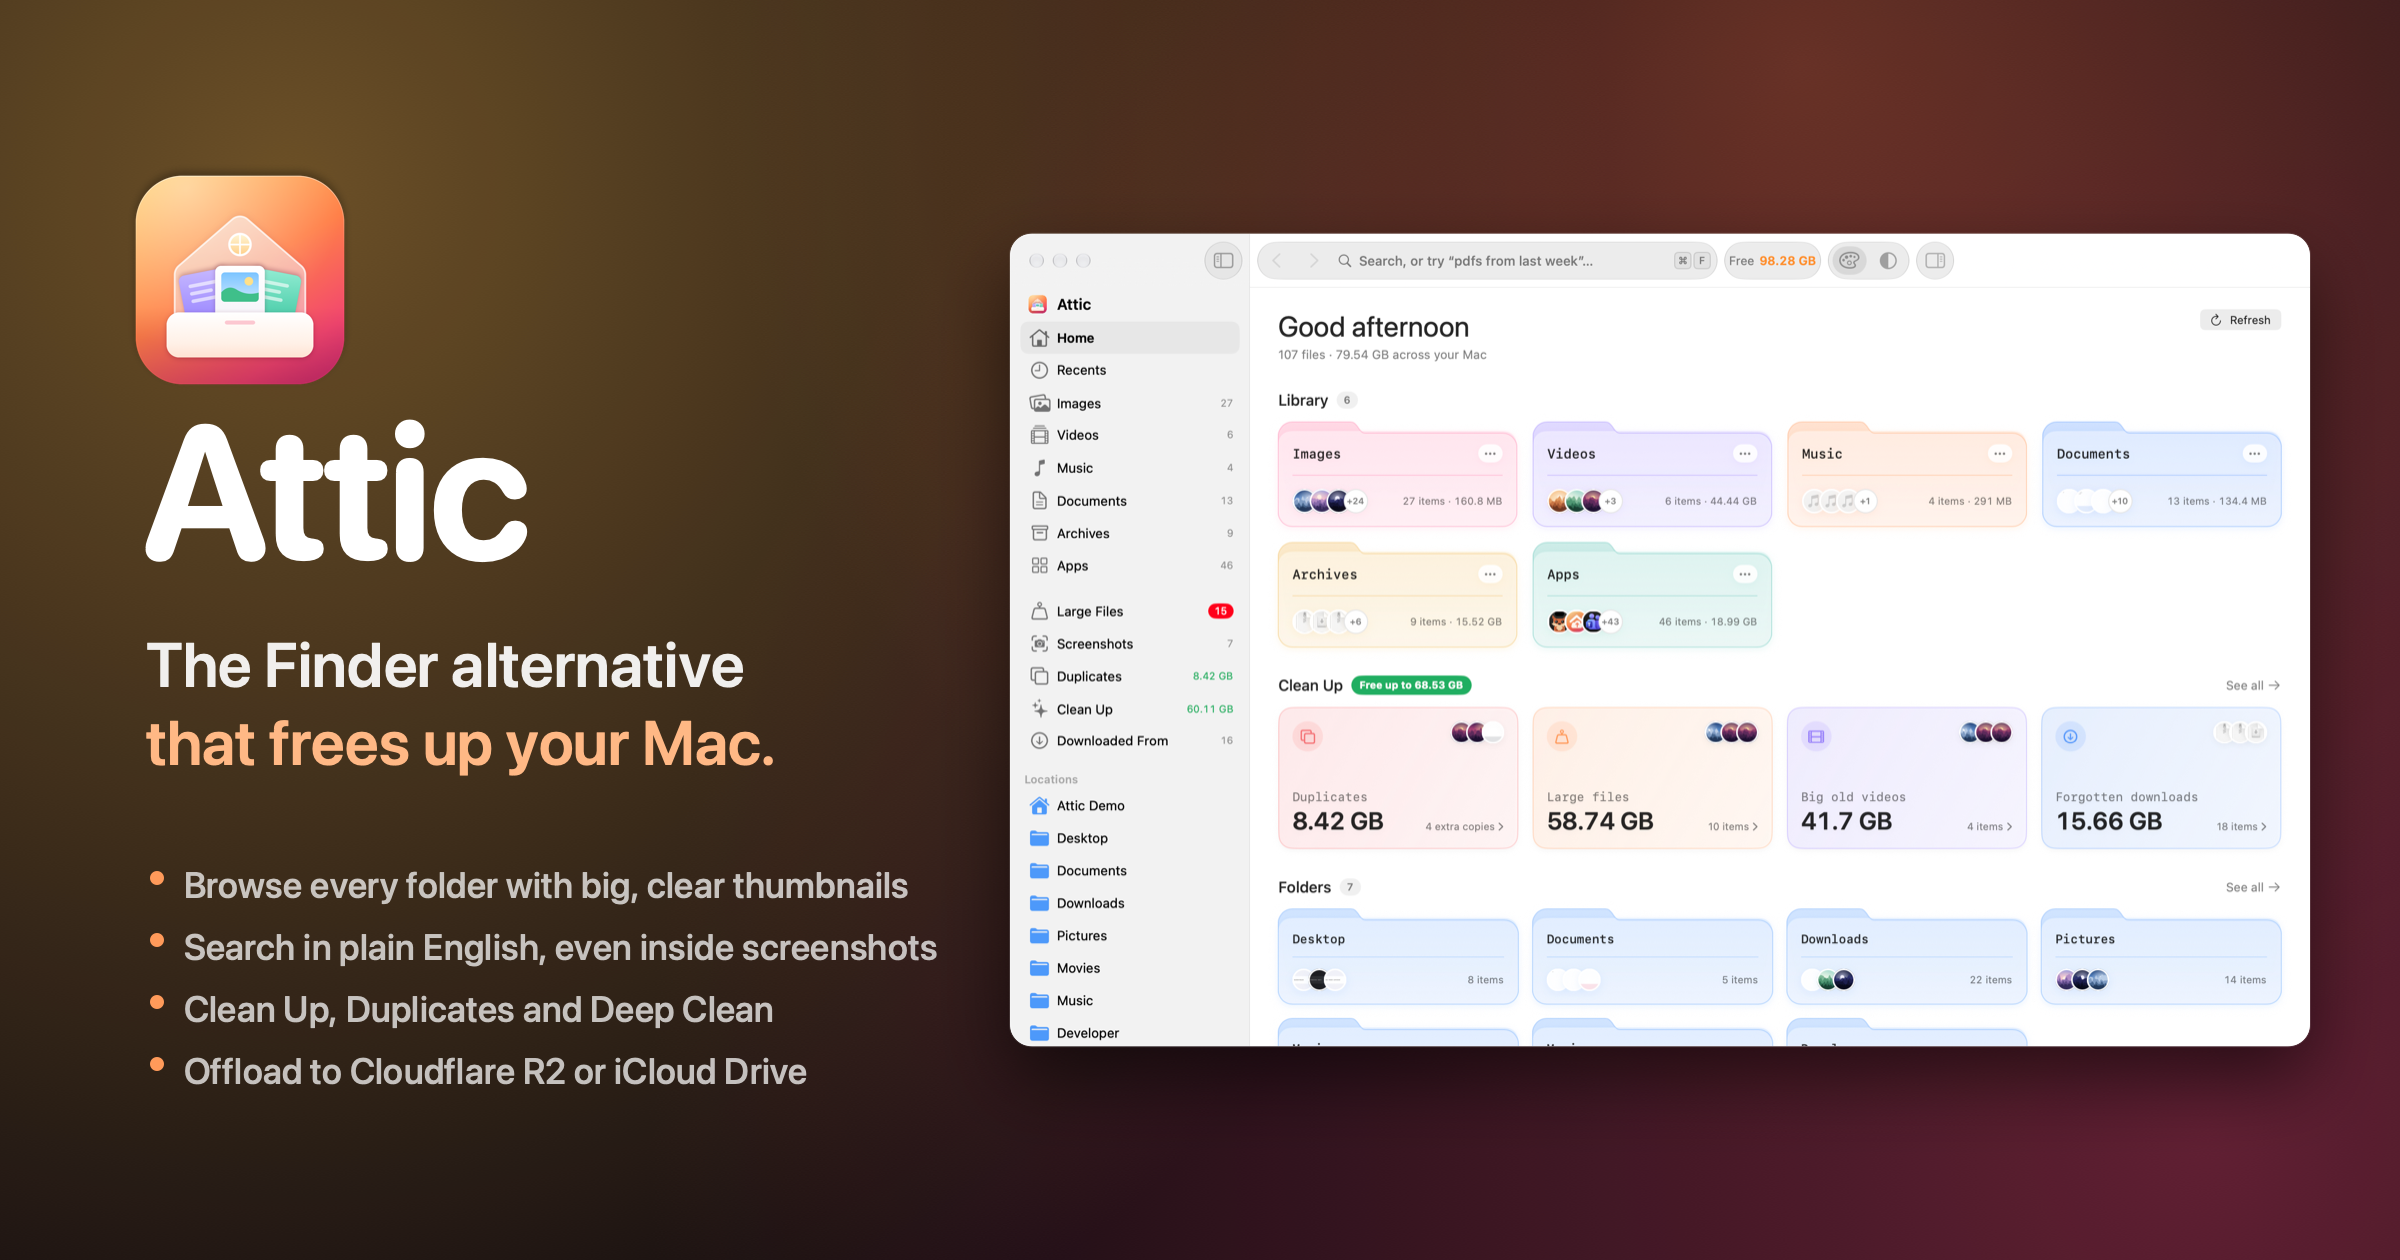 Attic
The Finder alternative
that frees up your Mac.
Browse every folder with big, clear thumbnails
Search in plain English, even inside screenshots
Clean Up, Duplicates and Deep Clean
Offload to Cloudflare R2 or iCloud Drive
Attic
Home
Recents
Images 27
Videos 6
Music 4
Documents 13
Archives 9
Apps 46
Large Files 15
Screenshots 7
Duplicates 8.42 GB
Clean Up 60.11 GB
Downloaded From 16
Locations
Attic Demo
Desktop
Documents
Downloads
Pictures
Movies
Music
Developer
Search, or try “pdfs from last week”... ⌘ F
Free 98.28 GB
Good afternoon
Refresh
107 files · 79.54 GB across your Mac
Library 6
Images
+24 27 items · 160.8 MB
Videos
+3 6 items · 44.44 GB
Music
+1 4 items · 291 MB
Documents
+10 13 items · 134.4 MB
Archives
+6 9 items · 15.52 GB
Apps
+43 46 items · 18.99 GB
Clean Up Free up to 68.53 GB See all →
Duplicates
8.42 GB 4 extra copies >
Large files
58.74 GB 10 items >
Big old videos
41.7 GB 4 items >
Forgotten downloads
15.66 GB 18 items >
Folders 7 See all →
Desktop
8 items
Documents
5 items
Downloads
22 items
Pictures
14 items